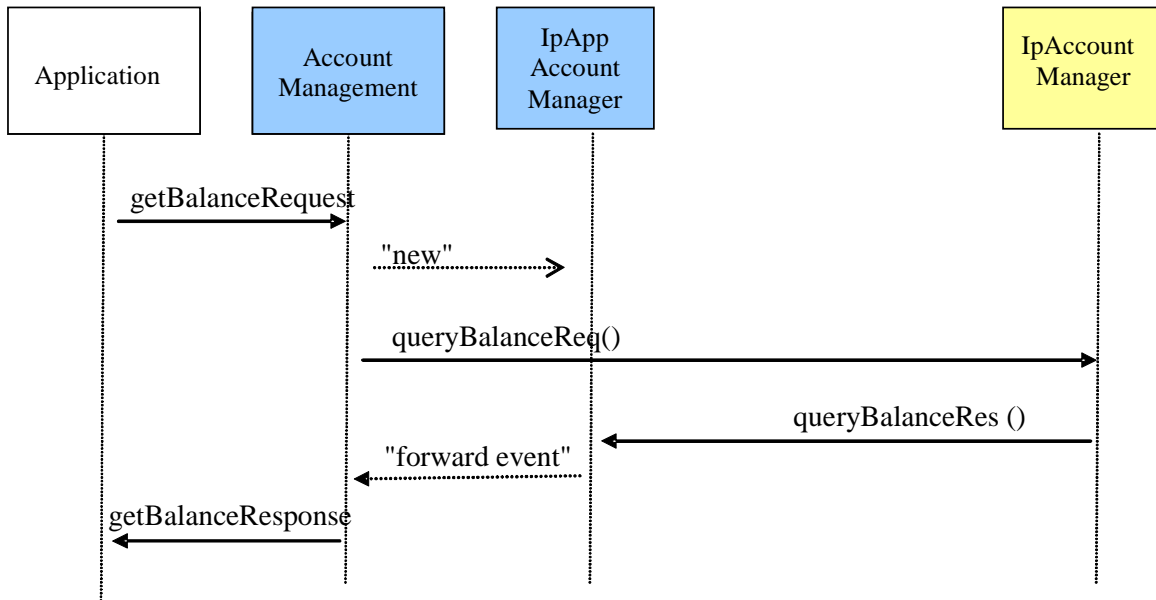 Application
Account
Management
IpApp
Account
Manager
IpAccount
Manager
getBalanceRequest
"new"
queryBalanceReq()
queryBalanceRes ()
"forward event"
getBalanceResponse